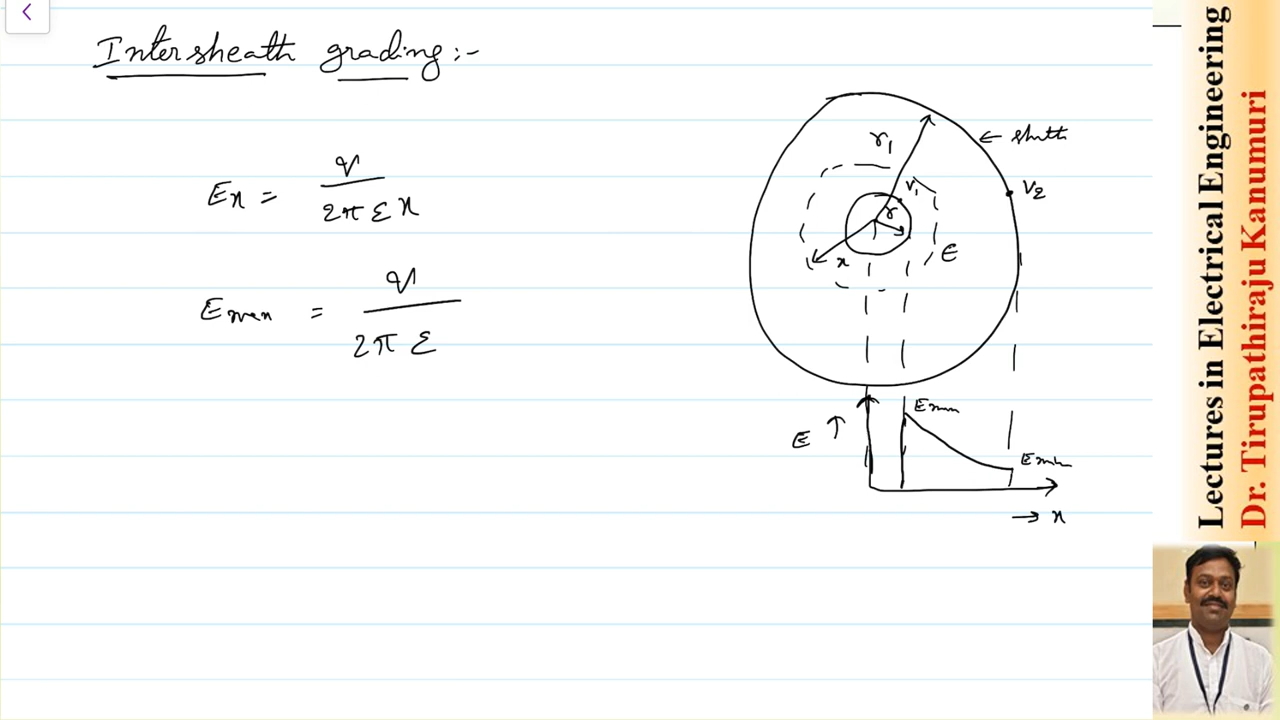 Intersheath grading :-
Ex = q / 2π ε x
Emax = q / 2π ε
r1
← sheath
V2
V1
r
x
ε
Emax
E ↑
Emin
→ x
Lectures in Electrical Engineering
Dr. Tirupathiraju Kanumuri